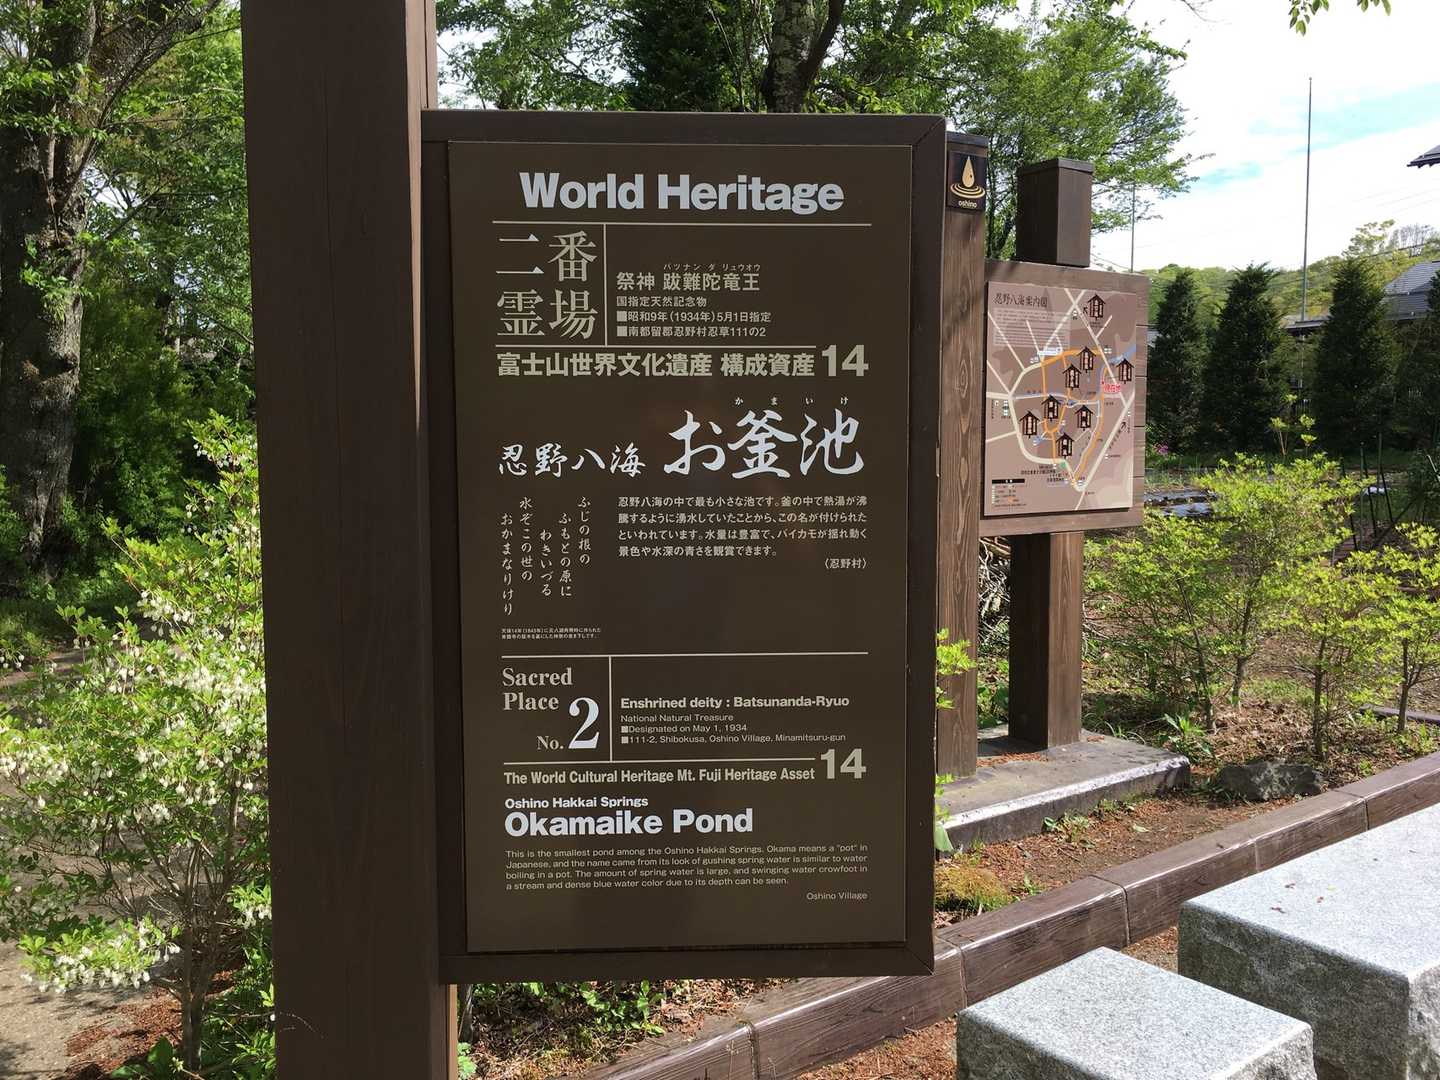 World Heritage
二番
霊場
バツナン ダ リュウオウ
祭神 跋難陀竜王
国指定天然記念物
■昭和9年(1934年)5月1日指定
■南都留郡忍野村忍草111の2
富士山世界文化遺産 構成資産 14
かまいけ
忍野八海 お釜池
ふじの根の
ふもとの原に
わきいづる
水ぞこの世の
おかまなりけり
忍野八海の中で最も小さな池です。釜の中で熱湯が沸
騰するように湧水していたことから、この名が付けられた
といわれています。水量は豊富で、バイカモが揺れ動く
景色や水深の青さを観賞できます。
〈忍野村〉
Sacred
Place
No. 2
Enshrined deity : Batsunanda-Ryuo
National Natural Treasure
■Designated on May 1, 1934
■111-2, Shibokusa, Oshino Village, Minamitsuru-gun
The World Cultural Heritage Mt. Fuji Heritage Asset 14
Oshino Hakkai Springs
Okamaike Pond
This is the smallest pond among the Oshino Hakkai Springs. Okama means a "pot" in
Japanese, and the name came from its look of gushing spring water is similar to water
boiling in a pot. The amount of spring water is large, and swinging water crowfoot in
a stream and dense blue water color due to its depth can be seen.
Oshino Village
oshino
忍野八海案内図
現在地